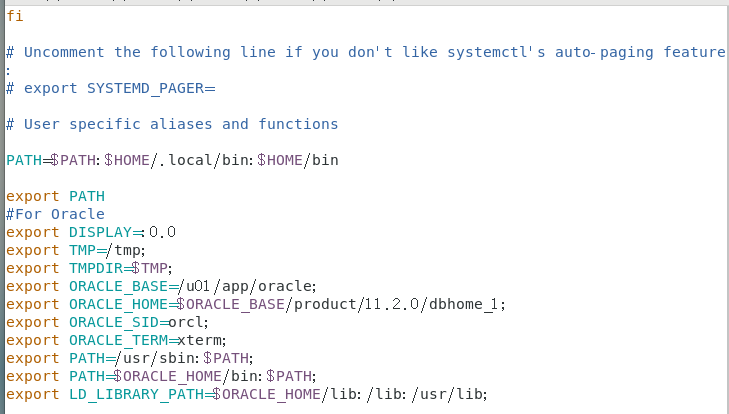 fi
# Uncomment the following line if you don't like systemctl's auto-paging feature
:
# export SYSTEMD_PAGER=
# User specific aliases and functions
PATH=$PATH:$HOME/.local/bin:$HOME/bin
export PATH
#For Oracle
export DISPLAY=:0.0
export TMP=/tmp;
export TMPDIR=$TMP;
export ORACLE_BASE=/u01/app/oracle;
export ORACLE_HOME=$ORACLE_BASE/product/11.2.0/dbhome_1;
export ORACLE_SID=orcl;
export ORACLE_TERM=xterm;
export PATH=/usr/sbin:$PATH;
export PATH=$ORACLE_HOME/bin:$PATH;
export LD_LIBRARY_PATH=$ORACLE_HOME/lib:/lib:/usr/lib;